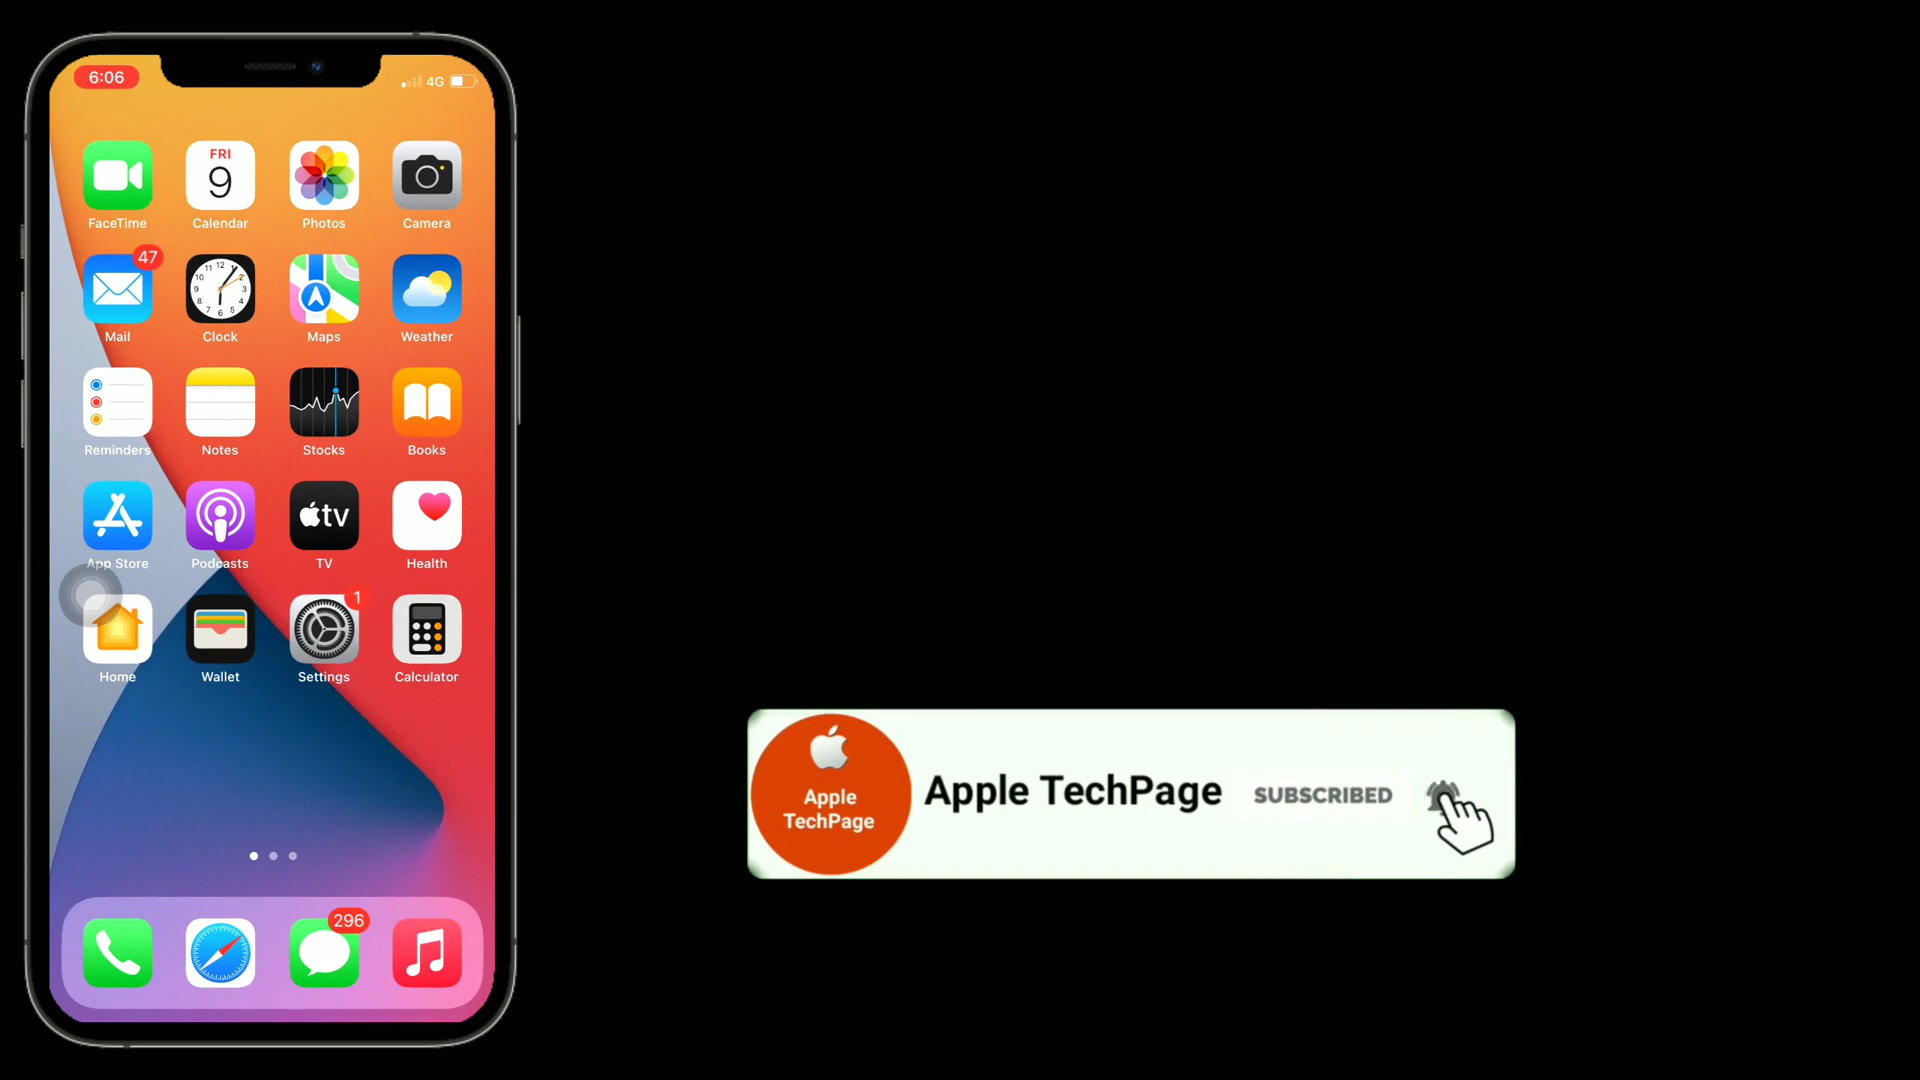 6:06
4G
FRI
9
FaceTime
Calendar
Photos
Camera
47
Mail
Clock
Maps
Weather
Reminders
Notes
Stocks
Books
tv
App Store
Podcasts
TV
Health
1
Home
Wallet
Settings
Calculator
296
Apple
TechPage
Apple TechPage
SUBSCRIBED